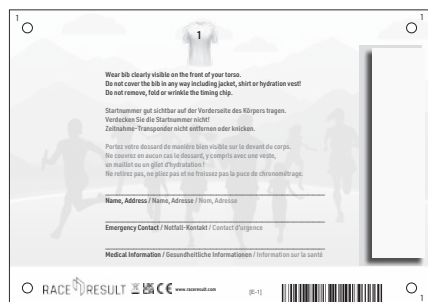 1
1
1
Wear bib clearly visible on the front of your torso.
Do not cover the bib in any way including jacket, shirt or hydration vest!
Do not remove, fold or wrinkle the timing chip.
Startnummer gut sichtbar auf der Vorderseite des Körpers tragen.
Verdecken Sie die Startnummer nicht!
Zeitnahme-Transponder nicht entfernen oder knicken.
Portez votre dossard de manière bien visible sur le devant du corps.
Ne couvrez en aucun cas le dossard, y compris avec une veste,
un maillot ou un gilet d'hydratation !
Ne retirez pas, ne pliez pas et ne froissez pas la puce de chronométrage.
Name, Address / Name, Adresse / Nom, Adresse
Emergency Contact / Notfall-Kontakt / Contact d'urgence
Medical Information / Gesundheitliche Informationen / Information sur la santé
RACE RESULT CE www.raceresult.com [E-1]
1